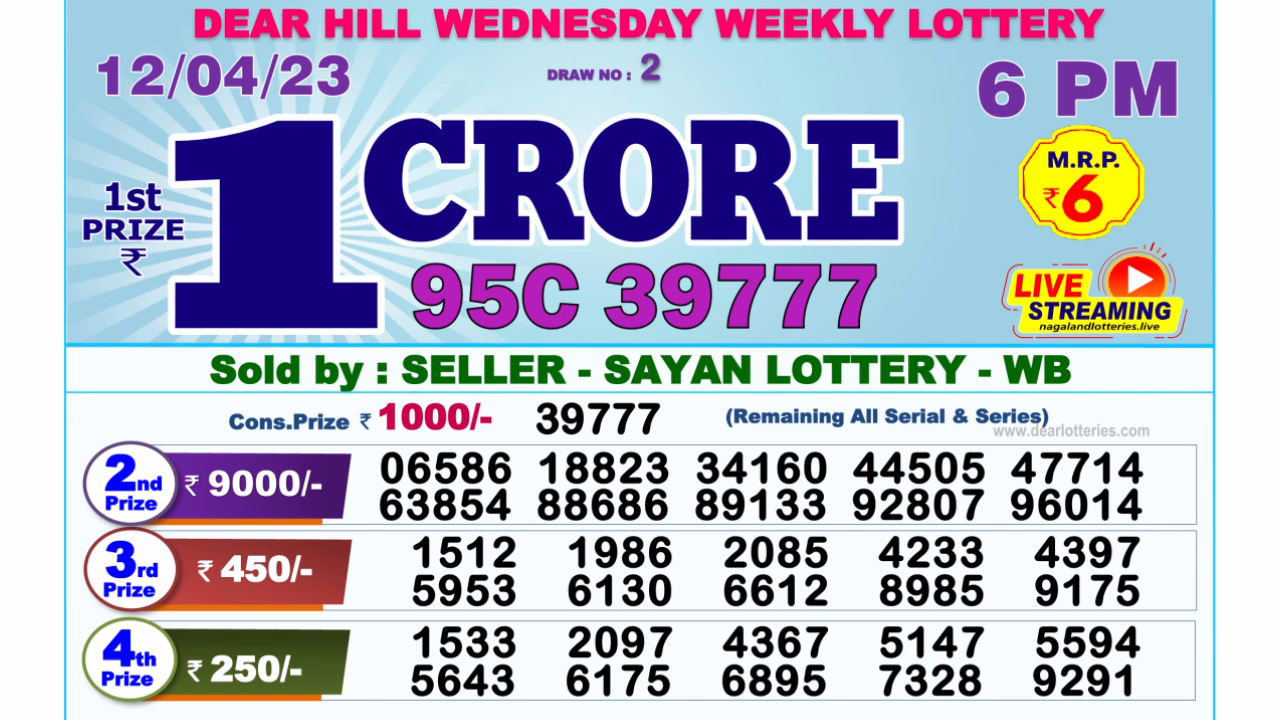 DEAR HILL WEDNESDAY WEEKLY LOTTERY
12/04/23
DRAW NO : 2
6 PM
1st
PRIZE
₹
1 CRORE
95C 39777
M.R.P.
₹6
LIVE
STREAMING
nagalandlotteries.live
Sold by : SELLER - SAYAN LOTTERY - WB
Cons.Prize ₹ 1000/- 39777 (Remaining All Serial & Series)
www.dearlotteries.com
2nd
Prize
₹ 9000/-
06586 18823 34160 44505 47714
63854 88686 89133 92807 96014
3rd
Prize
₹ 450/-
1512 1986 2085 4233 4397
5953 6130 6612 8985 9175
4th
Prize
₹ 250/-
1533 2097 4367 5147 5594
5643 6175 6895 7328 9291